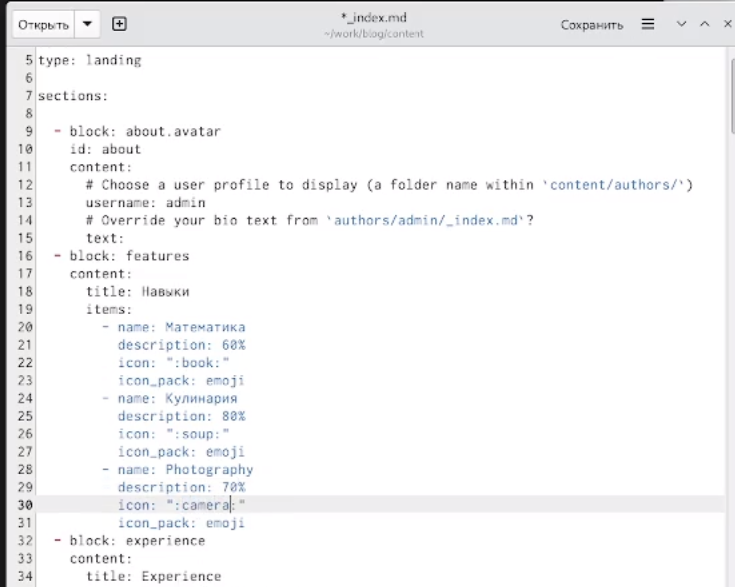 Открыть
*_index.md
~/work/blog/content
Сохранить
5 type: landing
6
7 sections:
8
9   - block: about.avatar
10     id: about
11     content:
12       # Choose a user profile to display (a folder name within `content/authors/`)
13       username: admin
14       # Override your bio text from `authors/admin/_index.md`?
15       text:
16   - block: features
17     content:
18       title: Навыки
19       items:
20         - name: Математика
21           description: 60%
22           icon: ":book:"
23           icon_pack: emoji
24         - name: Кулинария
25           description: 80%
26           icon: ":soup:"
27           icon_pack: emoji
28         - name: Photography
29           description: 70%
30           icon: ":camera:"
31           icon_pack: emoji
32   - block: experience
33     content:
34       title: Experience